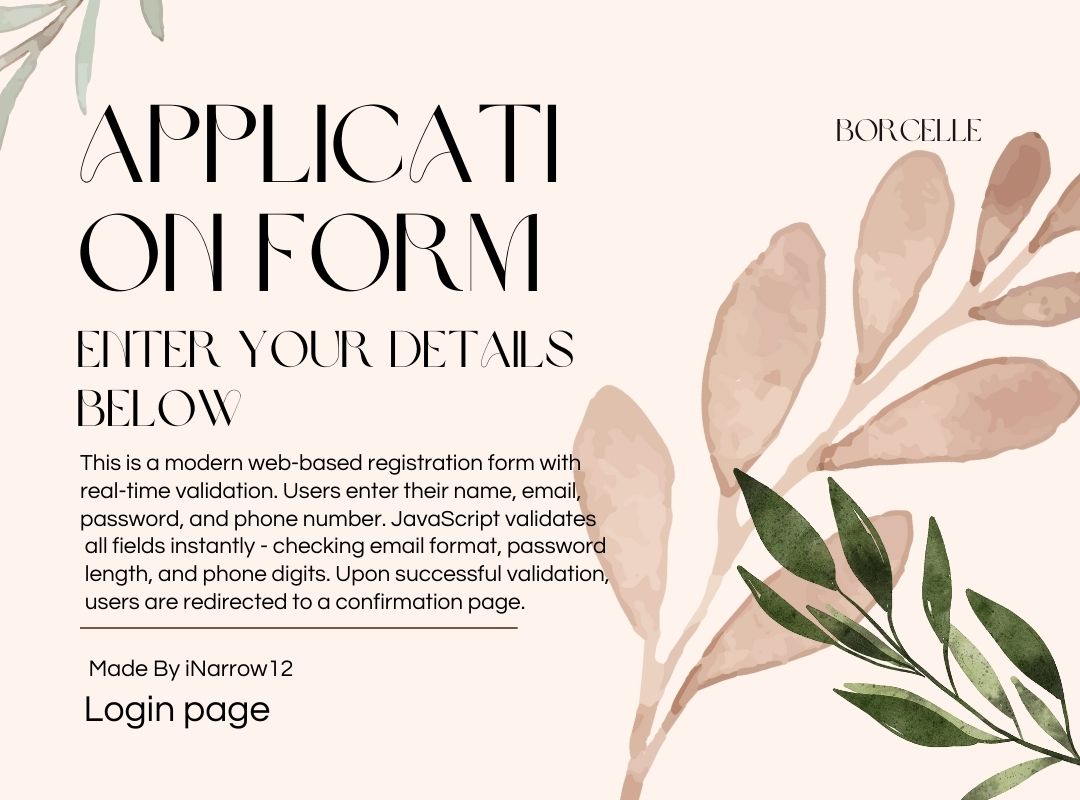 BORCELLE
APPLICATI
ON FORM
ENTER YOUR DETAILS
BELOW
This is a modern web-based registration form with
real-time validation. Users enter their name, email,
password, and phone number. JavaScript validates
all fields instantly - checking email format, password
length, and phone digits. Upon successful validation,
users are redirected to a confirmation page.
Made By iNarrow12
Login page